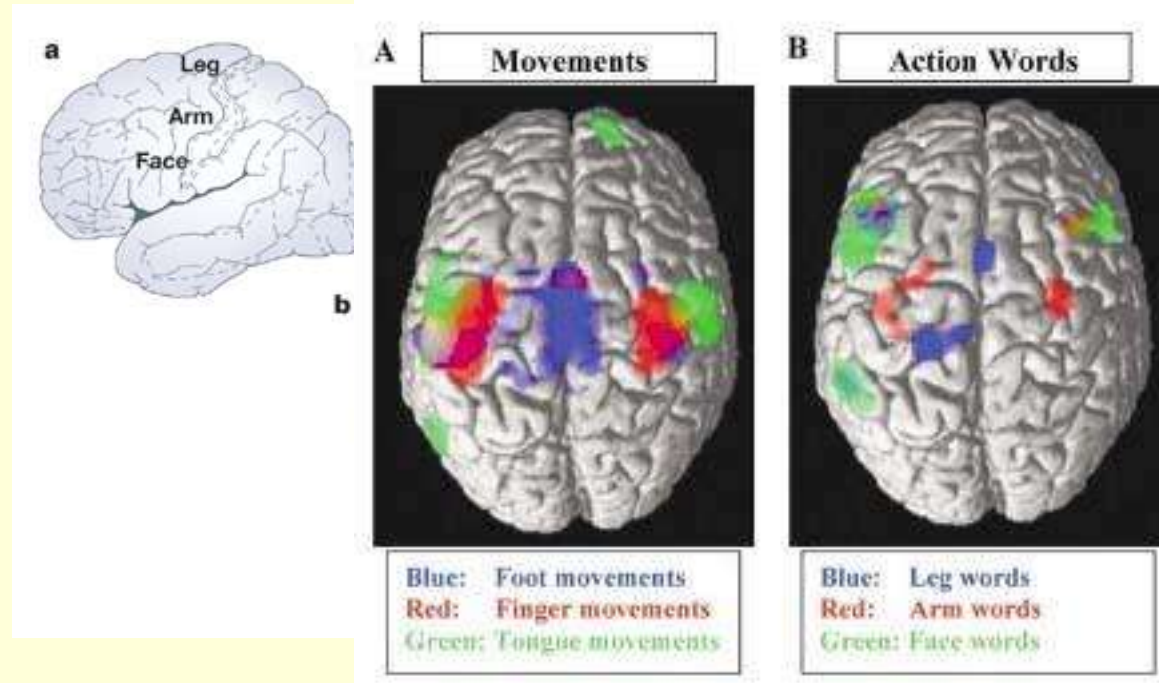 a
Leg
Arm
Face
b
A
Movements
Blue: Foot movements
Red: Finger movements
Green: Tongue movements
B
Action Words
Blue: Leg words
Red: Arm words
Green: Face words